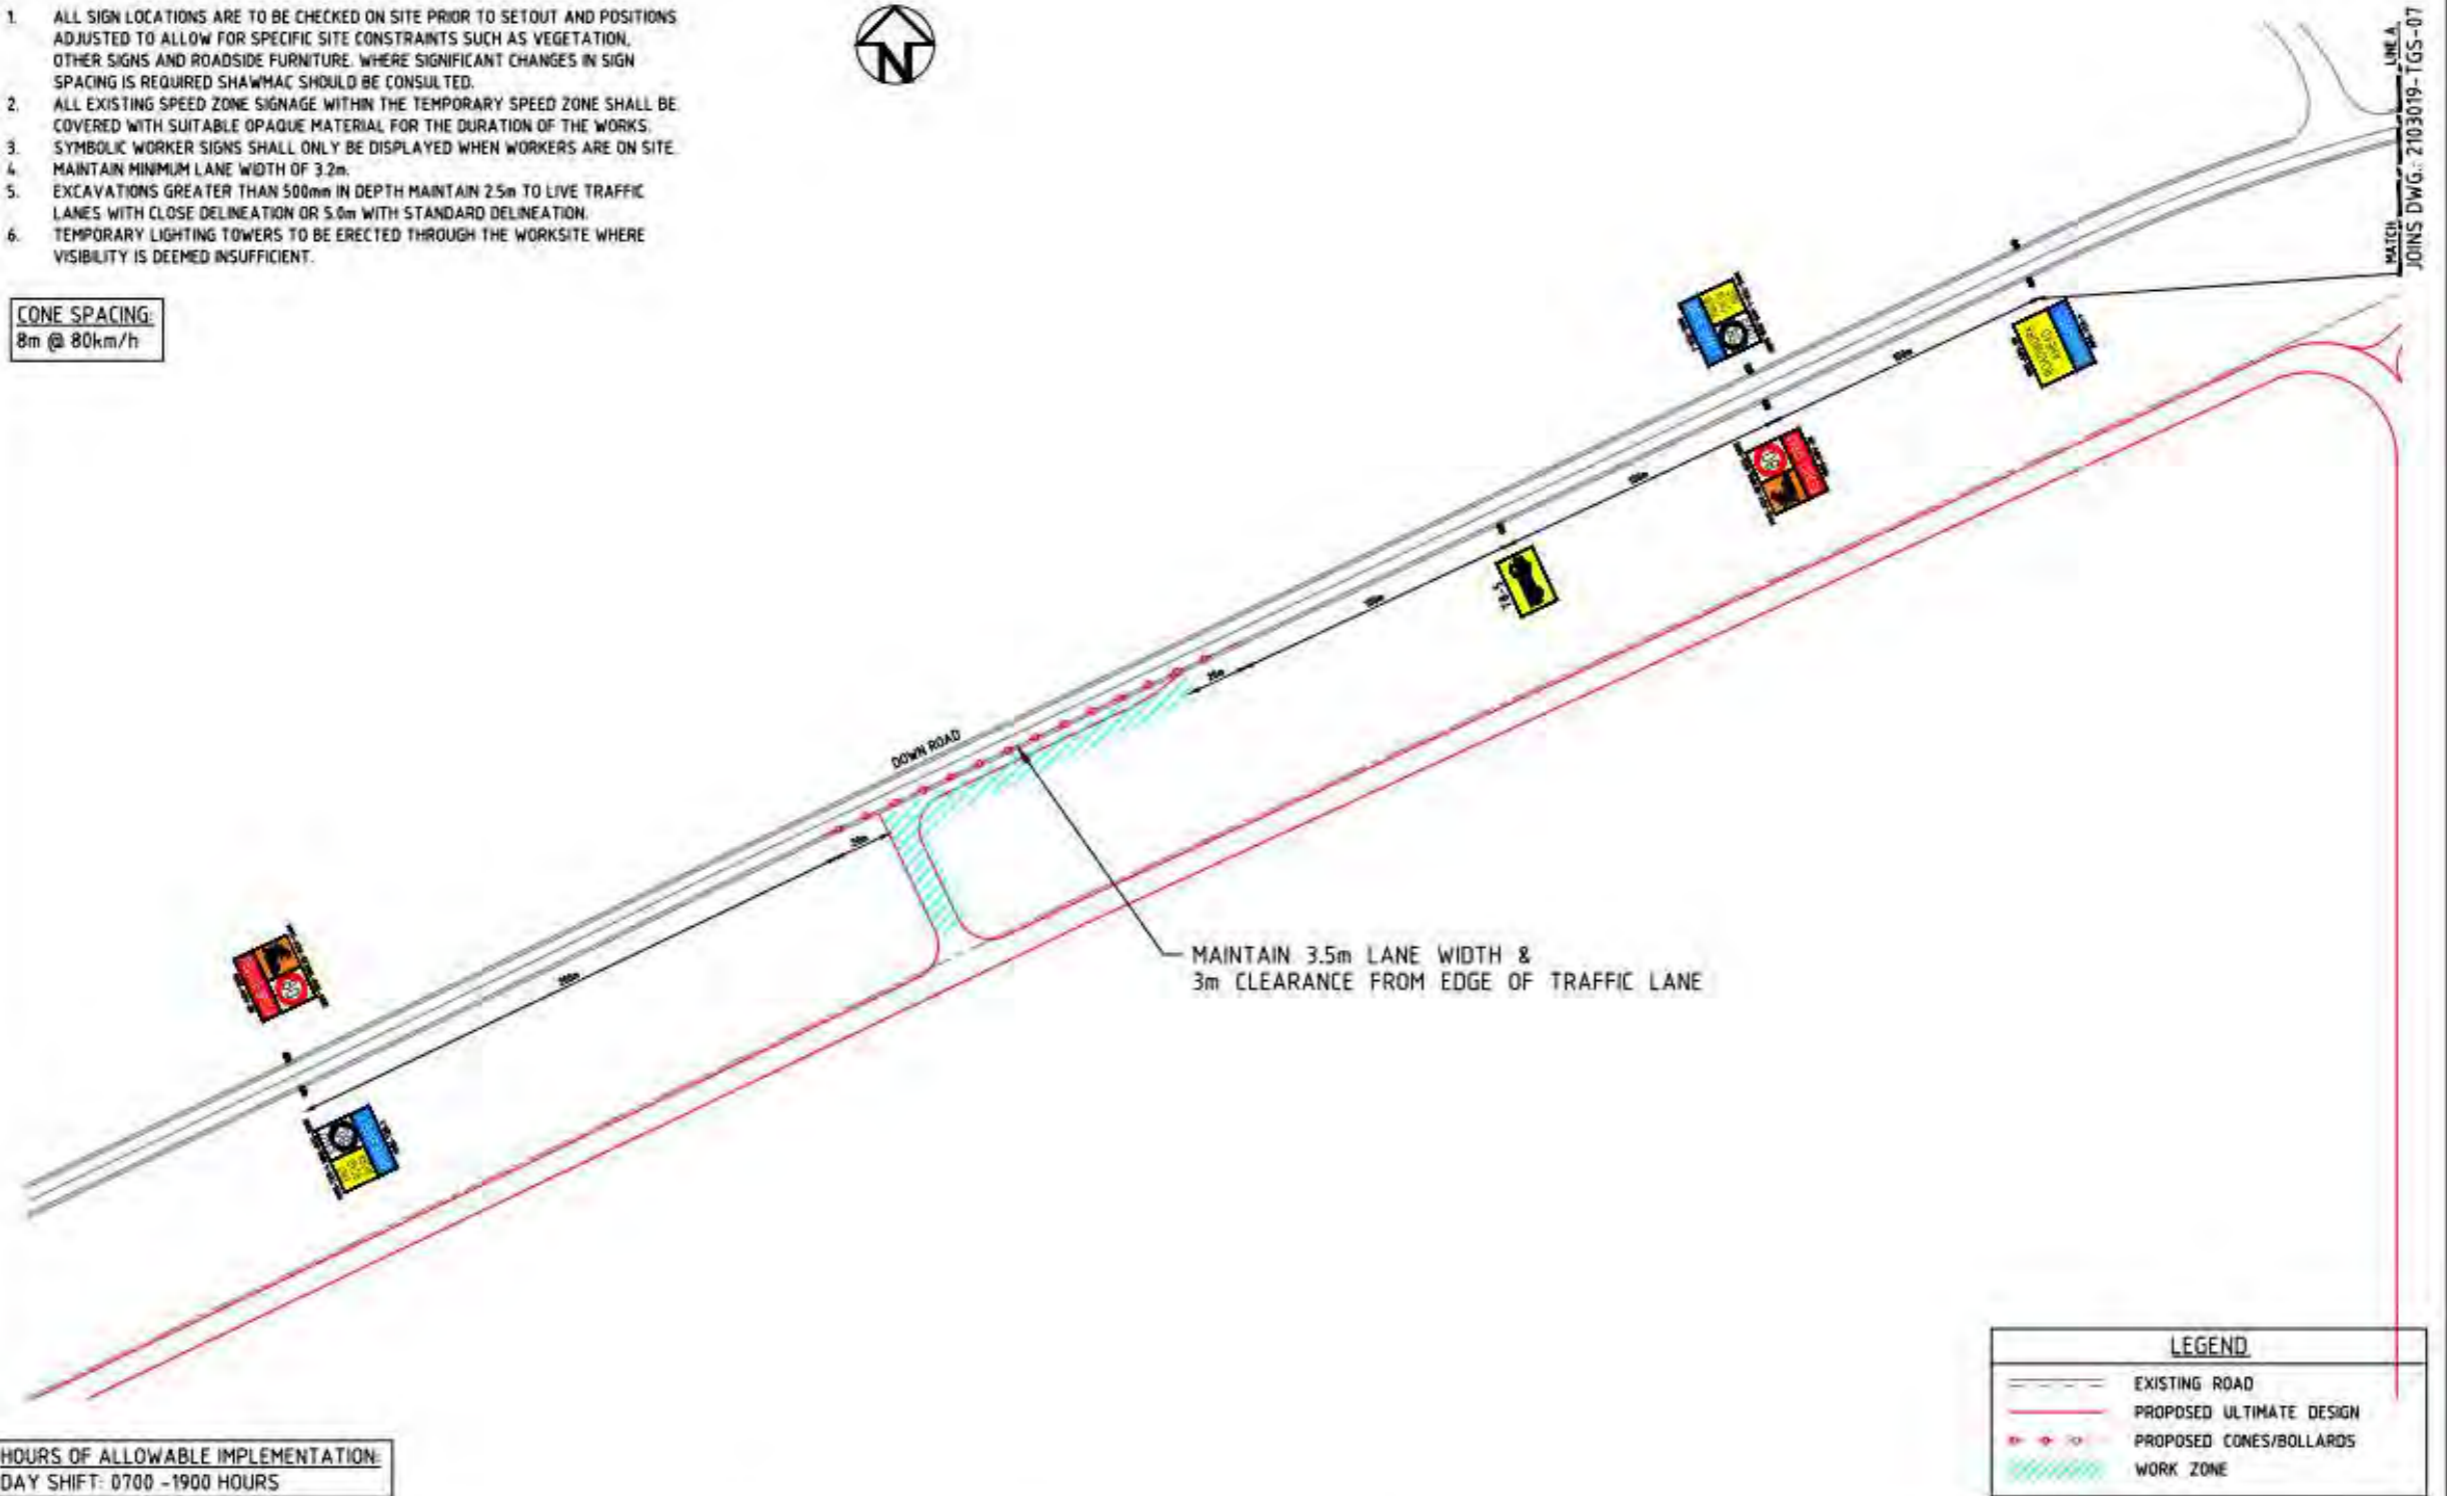 1. ALL SIGN LOCATIONS ARE TO BE CHECKED ON SITE PRIOR TO SETOUT AND POSITIONS
ADJUSTED TO ALLOW FOR SPECIFIC SITE CONSTRAINTS SUCH AS VEGETATION,
OTHER SIGNS AND ROADSIDE FURNITURE. WHERE SIGNIFICANT CHANGES IN SIGN
SPACING IS REQUIRED SHAWMAC SHOULD BE CONSULTED.
2. ALL EXISTING SPEED ZONE SIGNAGE WITHIN THE TEMPORARY SPEED ZONE SHALL BE
COVERED WITH SUITABLE OPAQUE MATERIAL FOR THE DURATION OF THE WORKS.
3. SYMBOLIC WORKER SIGNS SHALL ONLY BE DISPLAYED WHEN WORKERS ARE ON SITE
4. MAINTAIN MINIMUM LANE WIDTH OF 3.2m.
5. EXCAVATIONS GREATER THAN 500mm IN DEPTH MAINTAIN 2.5m TO LIVE TRAFFIC
LANES WITH CLOSE DELINEATION OR 5.0m WITH STANDARD DELINEATION.
6. TEMPORARY LIGHTING TOWERS TO BE ERECTED THROUGH THE WORKSITE WHERE
VISIBILITY IS DEEMED INSUFFICIENT.
N
CONE SPACING:
8m @ 80km/h
MATCH LINE A
JOINS DWG.: 2103019-TGS-07
ROADWORK
AHEAD
T8-5
DOWN ROAD
MAINTAIN 3.5m LANE WIDTH &
3m CLEARANCE FROM EDGE OF TRAFFIC LANE
LEGEND
EXISTING ROAD
PROPOSED ULTIMATE DESIGN
PROPOSED CONES/BOLLARDS
WORK ZONE
HOURS OF ALLOWABLE IMPLEMENTATION:
DAY SHIFT: 0700 -1900 HOURS